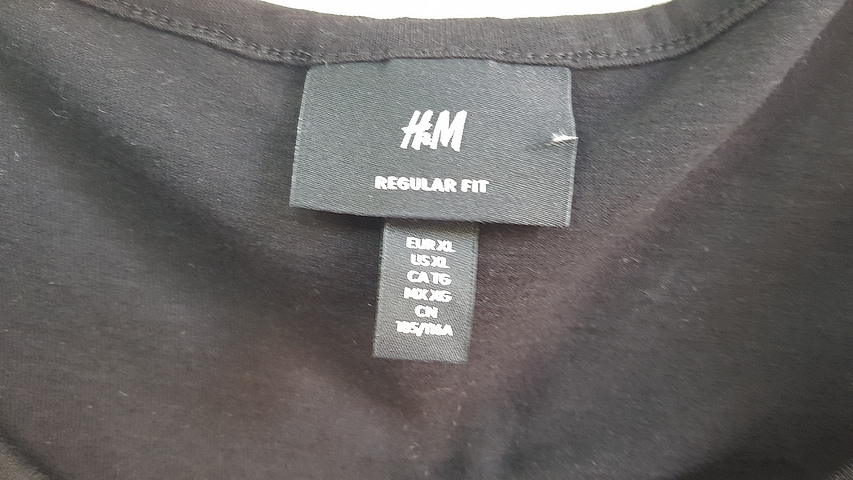 H&M
REGULAR FIT
EUR XL
US XL
CA TG
MX XG
CN
185/116A